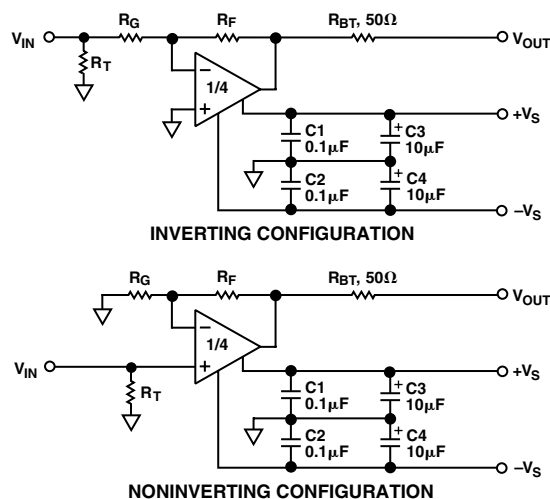 V_IN
R_G
R_F
R_BT, 50Ω
V_OUT
R_T
−
1/4
+
+V_S
C1
0.1µF
+
C3
10µF
C2
0.1µF
+
C4
10µF
−V_S
INVERTING CONFIGURATION
R_G
R_F
R_BT, 50Ω
V_OUT
−
1/4
V_IN
+
R_T
+V_S
C1
0.1µF
+
C3
10µF
C2
0.1µF
+
C4
10µF
−V_S
NONINVERTING CONFIGURATION